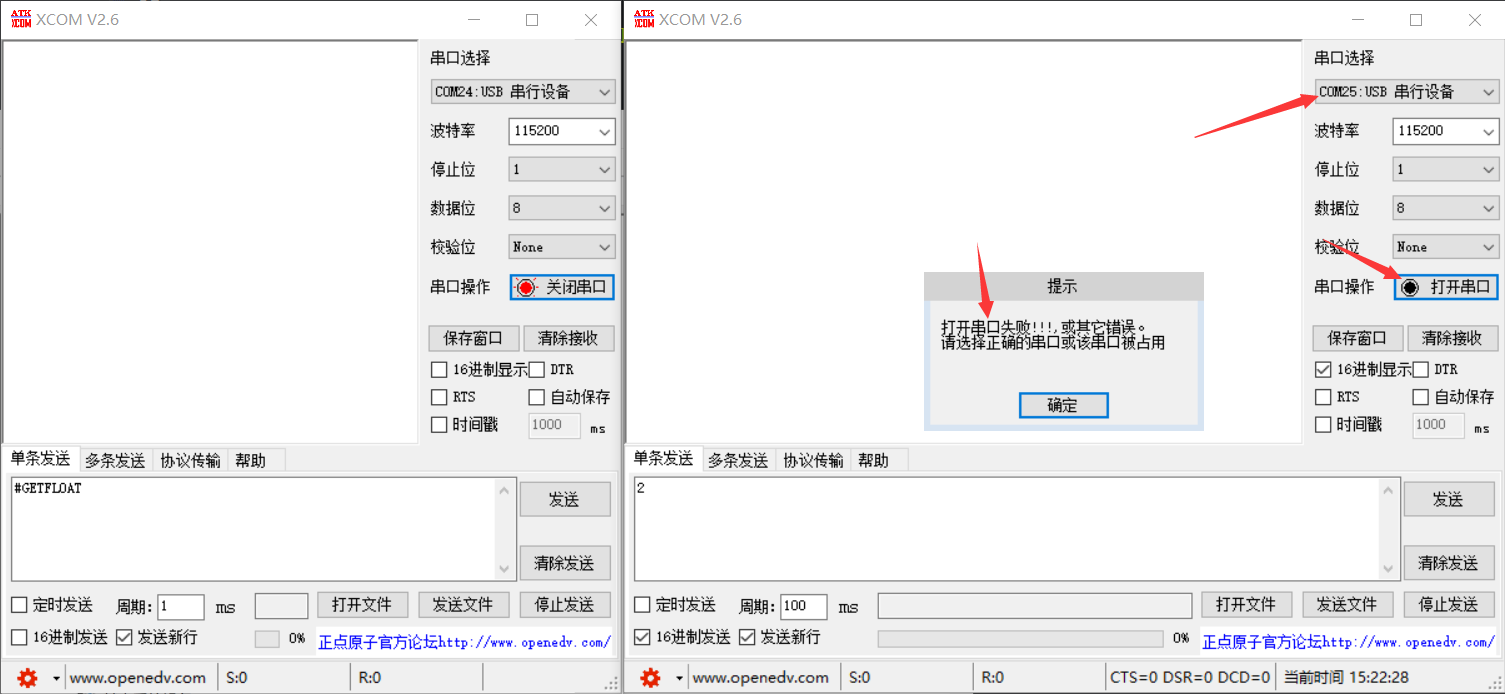 ATK XCOM XCOM V2.6
串口选择
COM24:USB 串行设备
波特率 115200
停止位 1
数据位 8
校验位 None
串口操作 关闭串口
保存窗口 清除接收
16进制显示 DTR
RTS 自动保存
时间戳 1000 ms
单条发送 多条发送 协议传输 帮助
#GETFLOAT
发送
清除发送
定时发送 周期: 1 ms 打开文件 发送文件 停止发送
16进制发送 发送新行 0% 正点原子官方论坛http://www.openedv.com/
www.openedv.com S:0 R:0
ATK XCOM XCOM V2.6
串口选择
COM25:USB 串行设备
波特率 115200
停止位 1
数据位 8
校验位 None
串口操作 打开串口
提示
打开串口失败!!!,或其它错误。
请选择正确的串口或该串口被占用
确定
保存窗口 清除接收
16进制显示 DTR
RTS 自动保存
时间戳 1000 ms
单条发送 多条发送 协议传输 帮助
2
发送
清除发送
定时发送 周期: 100 ms 打开文件 发送文件 停止发送
16进制发送 发送新行 0% 正点原子官方论坛http://www.openedv.com/
www.openedv.com S:0 R:0 CTS=0 DSR=0 DCD=0 当前时间 15:22:28